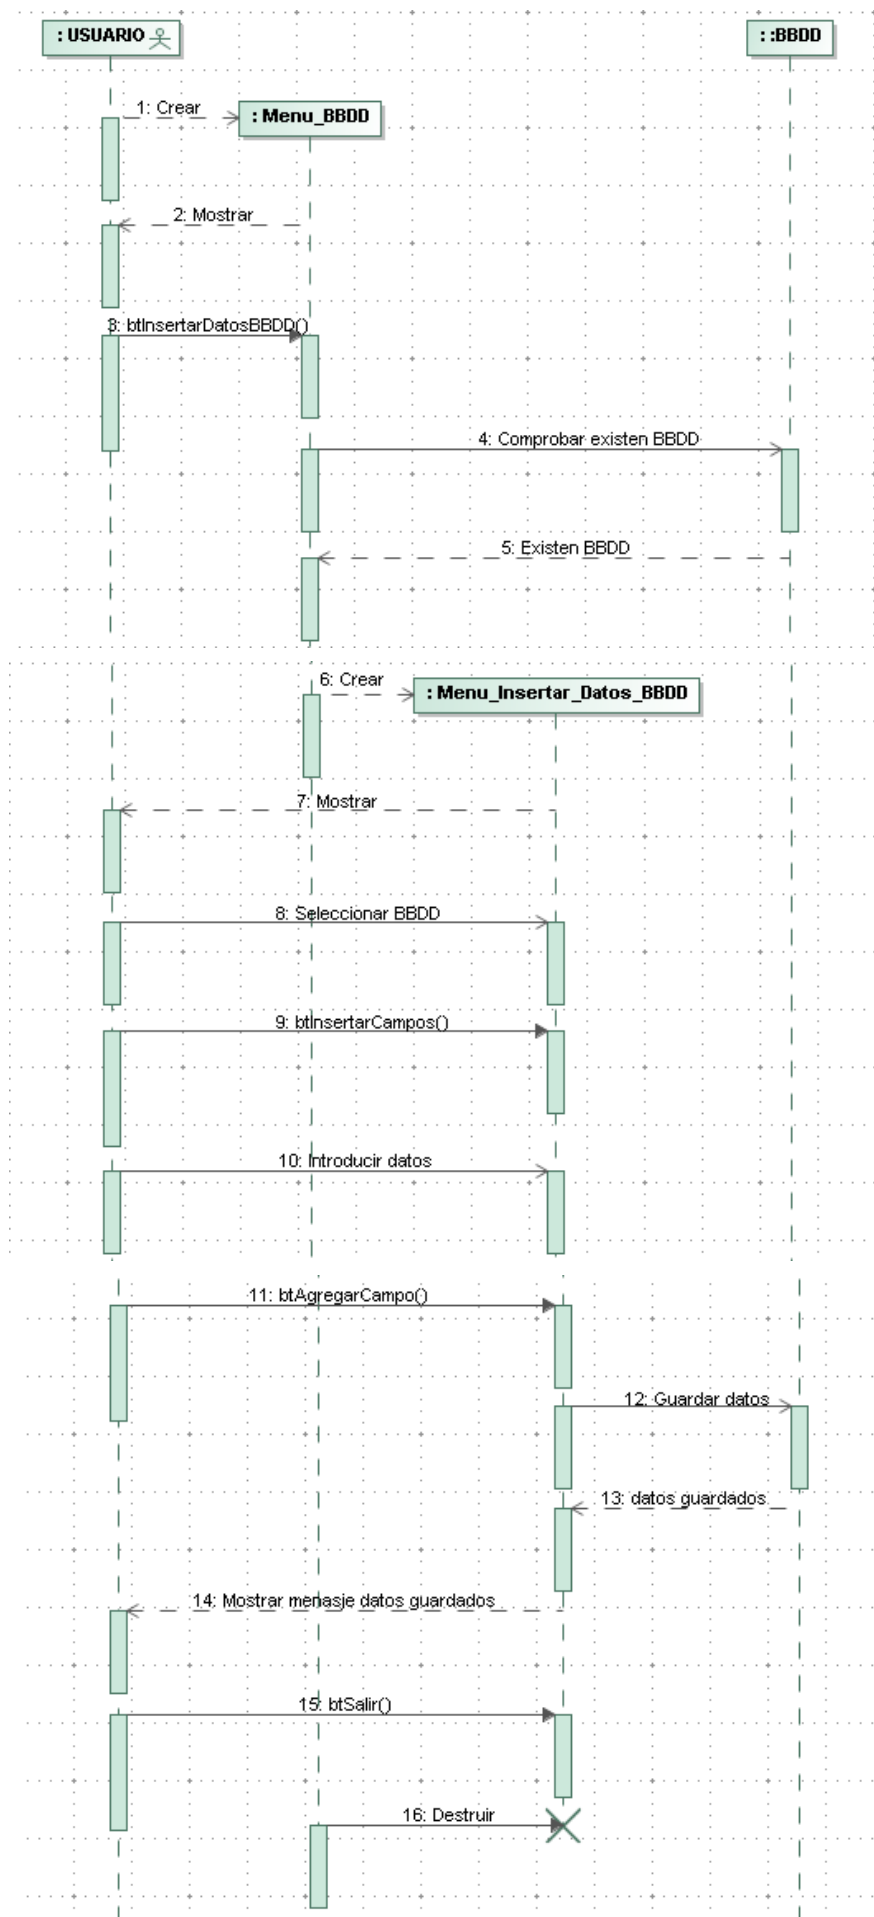 : USUARIO
: :BBDD
1: Crear
: Menu_BBDD
2: Mostrar
3: btInsertarDatosBBDD()
4: Comprobar existen BBDD
5: Existen BBDD
6: Crear
: Menu_Insertar_Datos_BBDD
7: Mostrar
8: Seleccionar BBDD
9: btInsertarCampos()
10: Introducir datos
11: btAgregarCampo()
12: Guardar datos
13: datos guardados
14: Mostrar menasje datos guardados
15: btSalir()
16: Destruir